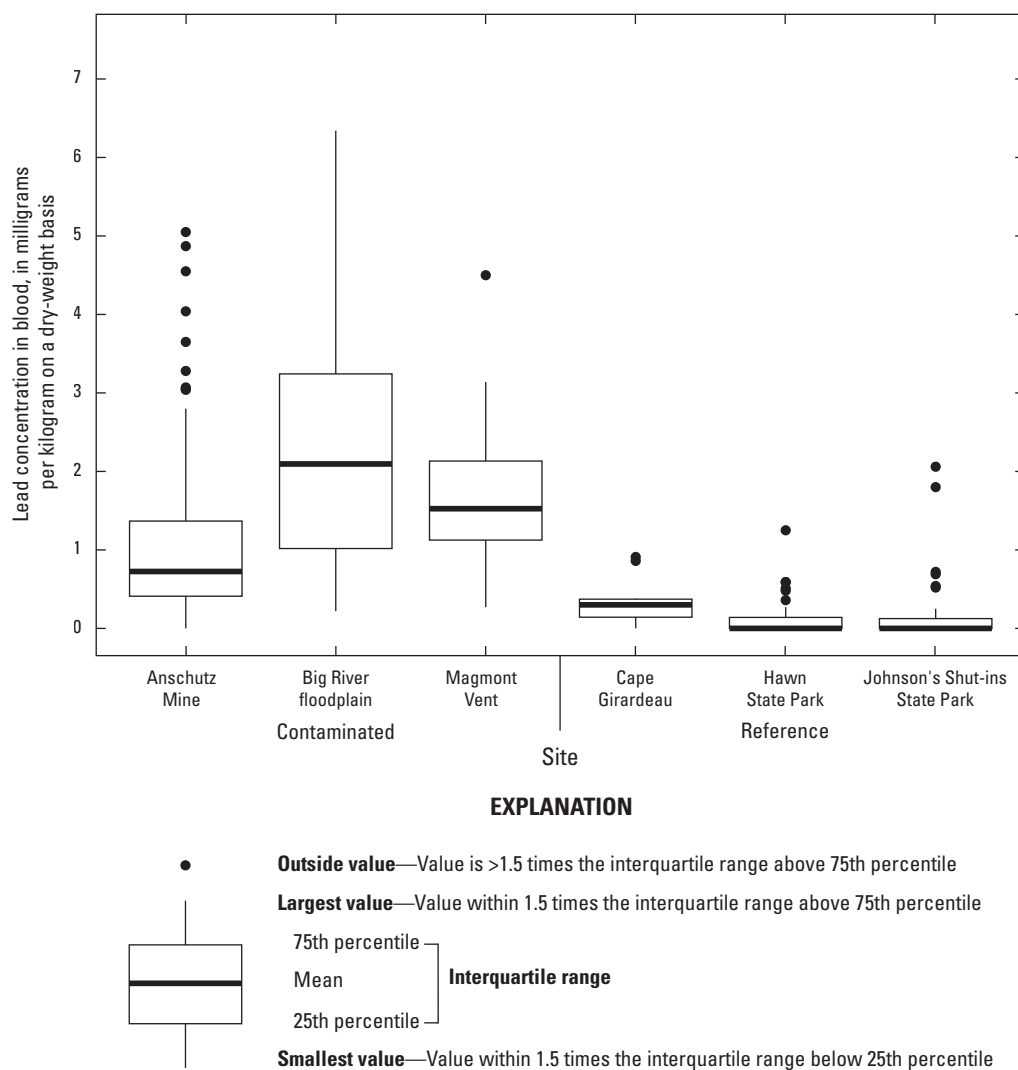 Lead concentration in blood, in milligrams
per kilogram on a dry-weight basis
7
6
5
4
3
2
1
0
Anschutz
Mine
Big River
floodplain
Magmont
Vent
Cape
Girardeau
Hawn
State Park
Johnson's Shut-ins
State Park
Contaminated
Reference
Site
EXPLANATION
Outside value—Value is >1.5 times the interquartile range above 75th percentile
Largest value—Value within 1.5 times the interquartile range above 75th percentile
75th percentile
Mean
Interquartile range
25th percentile
Smallest value—Value within 1.5 times the interquartile range below 25th percentile